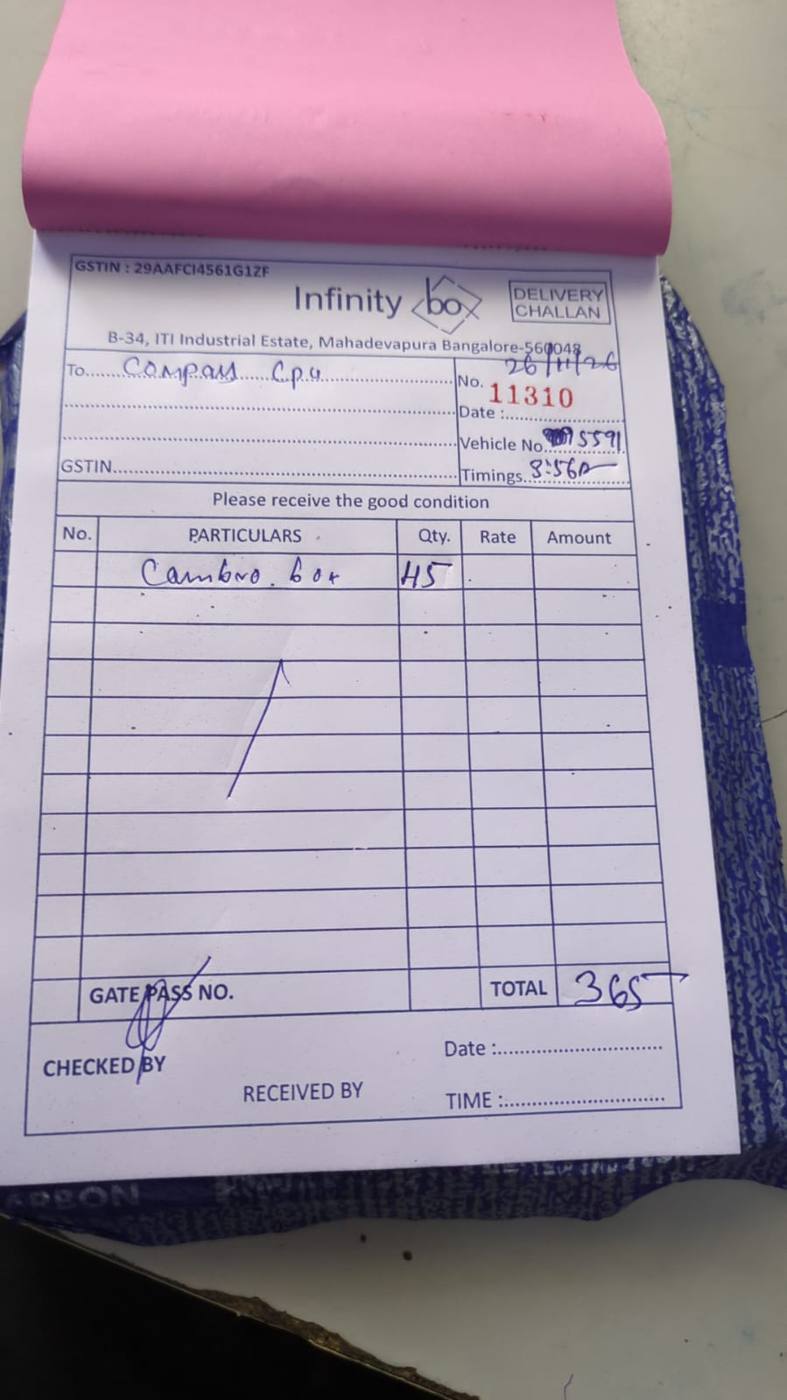 GSTIN : 29AAFCI4561G1ZF
Infinity box
DELIVERY
CHALLAN
B-34, ITI Industrial Estate, Mahadevapura Bangalore-560048
To Compass Cpu
26/11/26
No. 11310
Date :
Vehicle No. 5591
GSTIN
Timings 8:56
Please receive the good condition
No. PARTICULARS Qty. Rate Amount
Cambro box 45
GATE PASS NO. TOTAL 365
CHECKED BY
Date :
RECEIVED BY
TIME :
ARBON